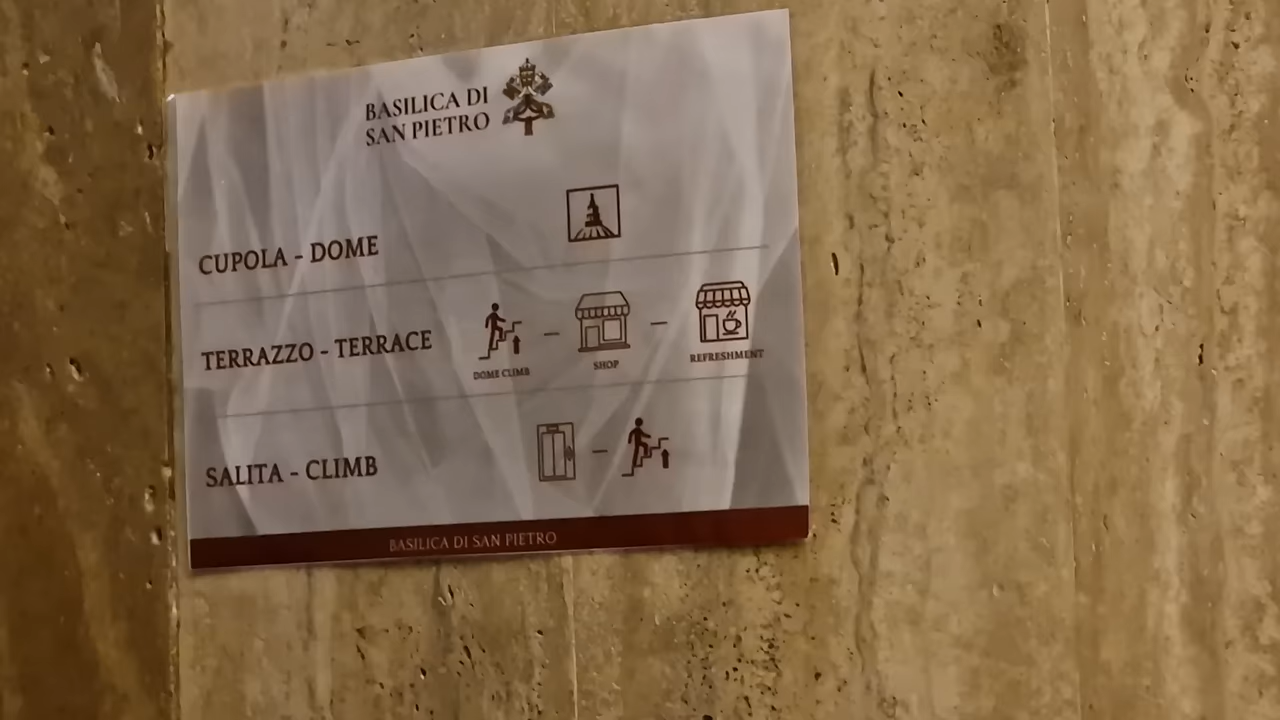 BASILICA DI
SAN PIETRO
CUPOLA - DOME
TERRAZZO - TERRACE
DOME CLIMB
SHOP
REFRESHMENT
SALITA - CLIMB
BASILICA DI SAN PIETRO